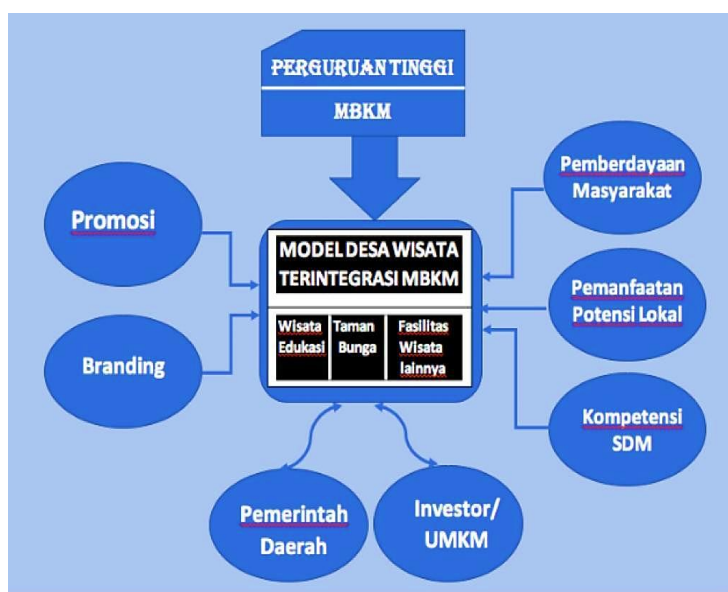 PERGURUAN TINGGI
MBKM
Promosi
Branding
MODEL DESA WISATA
TERINTEGRASI MBKM
Wisata
Edukasi
Taman
Bunga
Fasilitas
Wisata
lainnya
Pemberdayaan
Masyarakat
Pemanfaatan
Potensi Lokal
Kompetensi
SDM
Pemerintah
Daerah
Investor/
UMKM